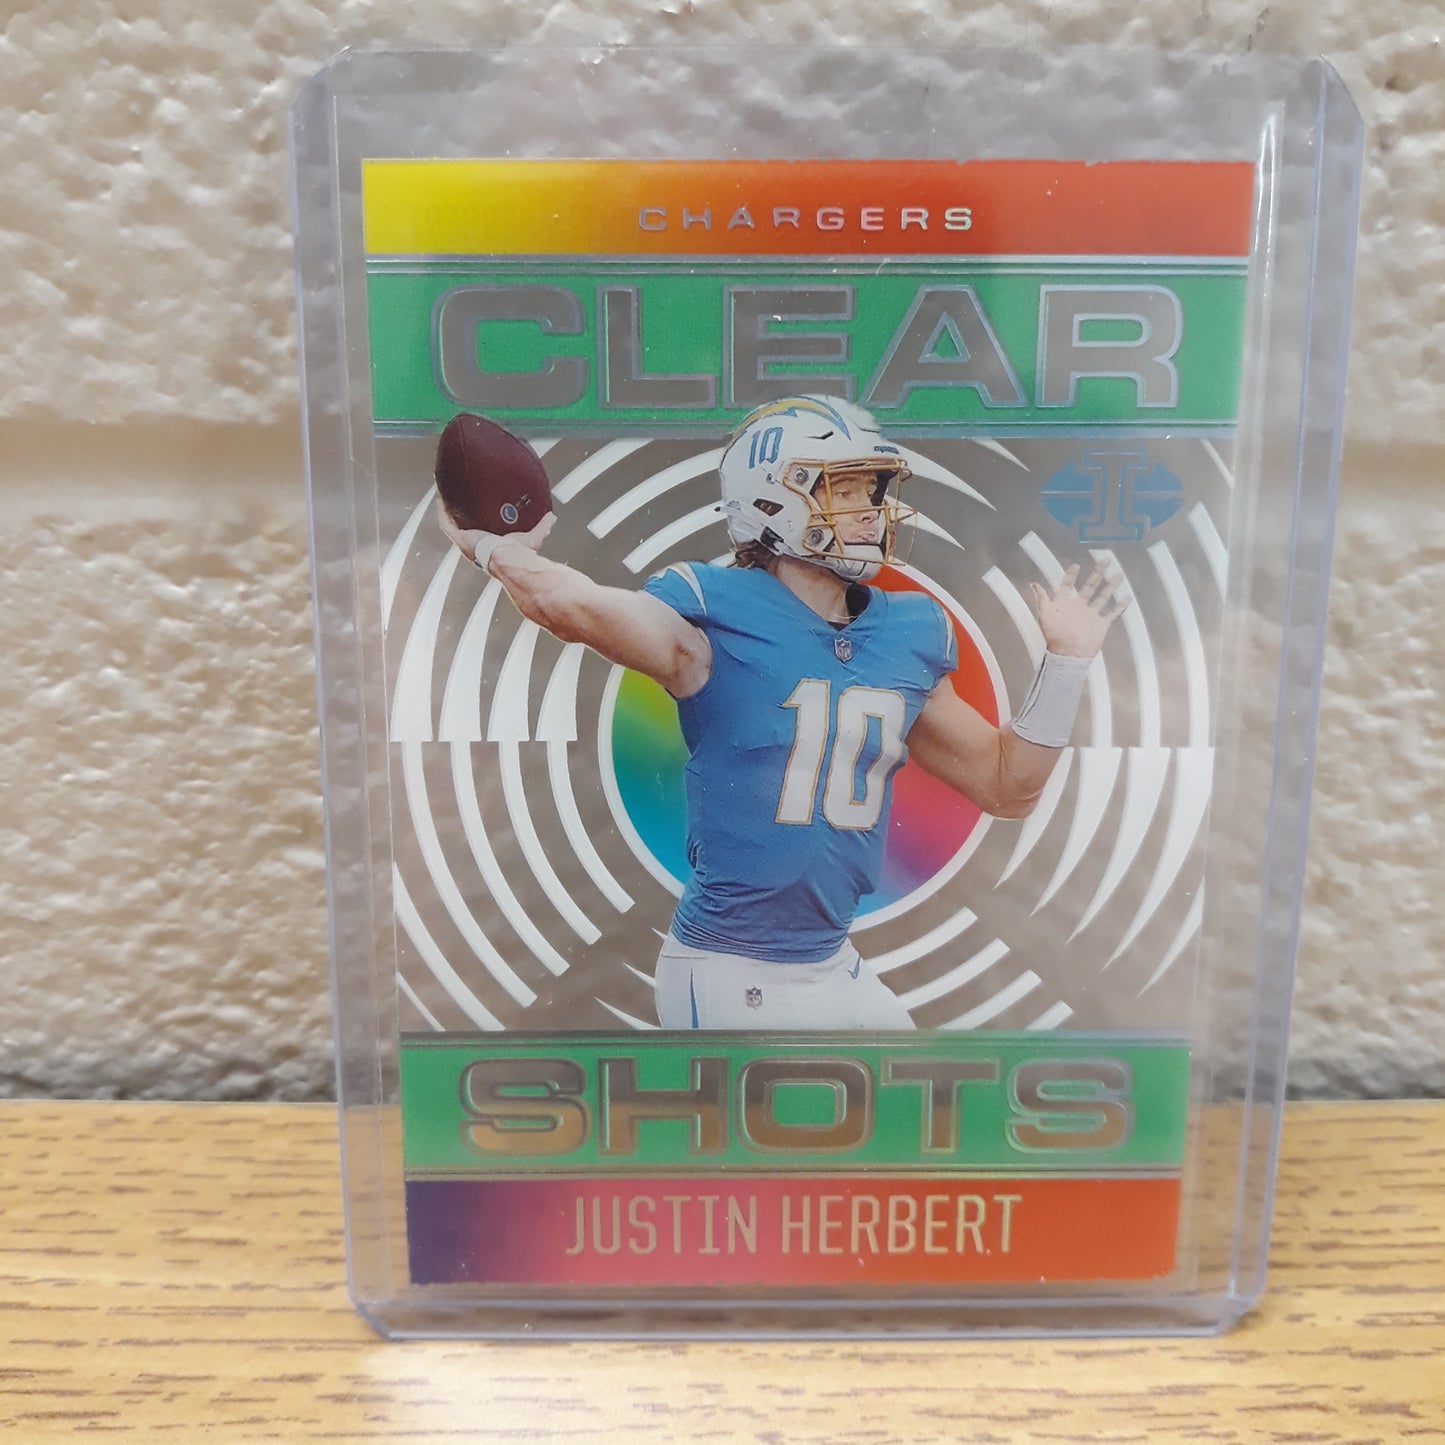 CHARGERS
CLEAR
10
I
10
SHOTS
JUSTIN HERBERT